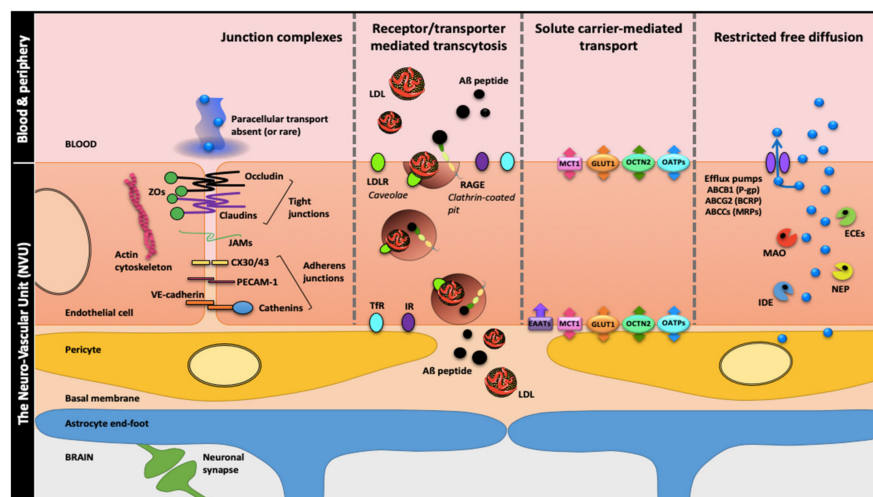 Blood & periphery
The Neuro-Vascular Unit (NVU)
Junction complexes
Receptor/transporter
mediated transcytosis
Solute carrier-mediated
transport
Restricted free diffusion
Paracellular transport
absent (or rare)
BLOOD
LDL
Aß peptide
LDLR
Caveolae
RAGE
Clathrin-coated
pit
MCT1
GLUT1
OCTN2
OATPs
Efflux pumps
ABCB1 (P-gp)
ABCG2 (BCRP)
ABCCs (MRPs)
ECEs
MAO
NEP
IDE
Occludin
ZOs
Claudins
Tight
junctions
JAMs
Actin
cytoskeleton
CX30/43
Adherens
junctions
PECAM-1
VE-cadherin
Cathenins
Endothelial cell
TfR
IR
EAATs
MCT1
GLUT1
OCTN2
OATPs
Pericyte
Aß peptide
LDL
Basal membrane
Astrocyte end-foot
BRAIN
Neuronal
synapse